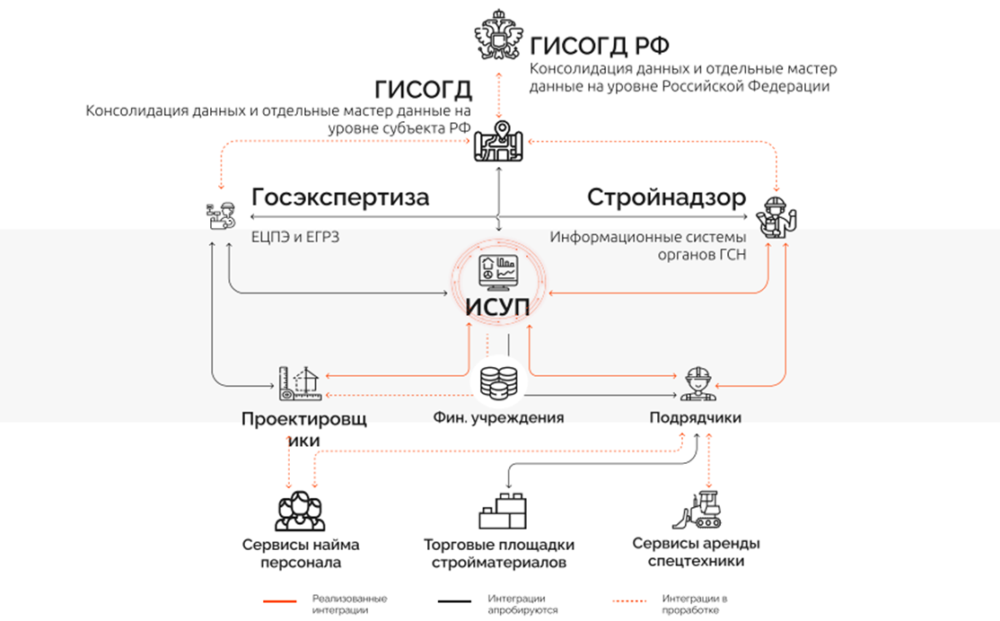 ГИСОГД РФ
Консолидация данных и отдельные мастер
данные на уровне Российской Федерации
ГИСОГД
Консолидация данных и отдельные мастер данные на
уровне субъекта РФ
Госэкспертиза
ЕЦПЭ и ЕГРЗ
Стройнадзор
Информационные системы
органов ГСН
ИСУП
Проектировщ
ики
Фин. учреждения
Подрядчики
Сервисы найма
персонала
Торговые площадки
стройматериалов
Сервисы аренды
спецтехники
Реализованные
интеграции
Интеграции
апробируются
Интеграции в
проработке